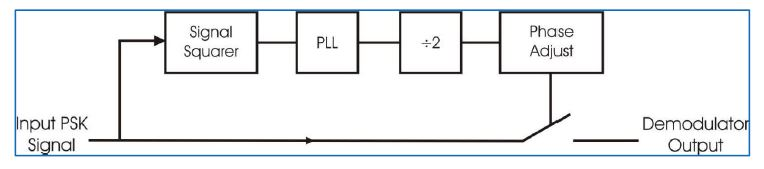 Signal
Squarer
PLL
÷2
Phase
Adjust
Input PSK
Signal
Demodulator
Output